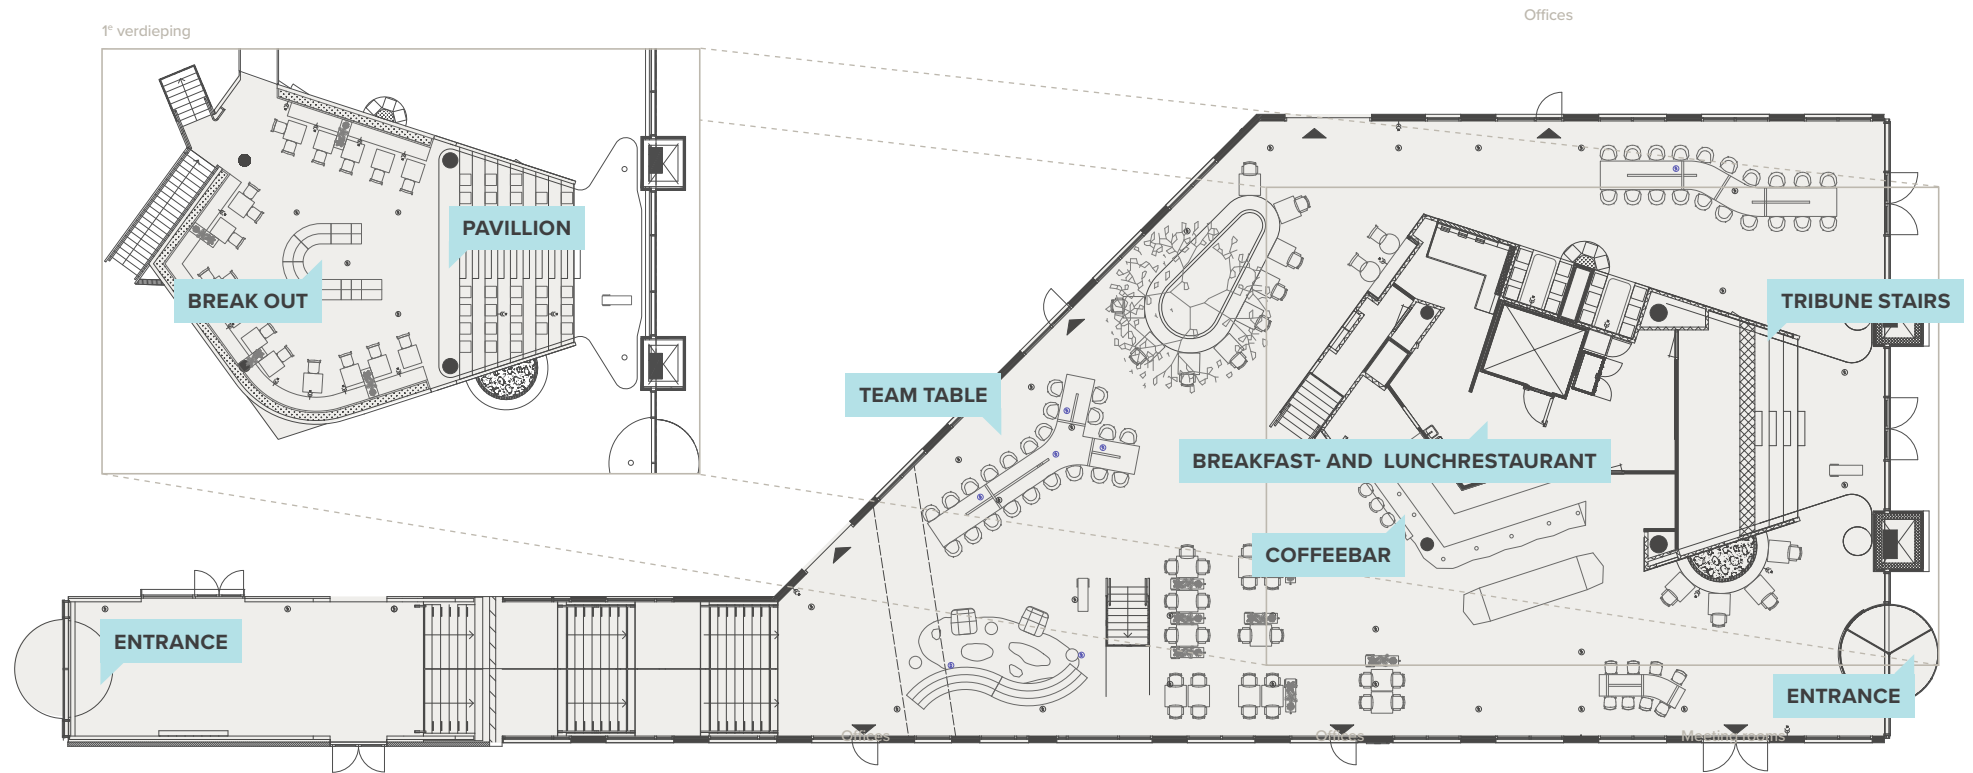 Offices
1e verdieping
PAVILLION
BREAK OUT
TRIBUNE STAIRS
TEAM TABLE
BREAKFAST- AND LUNCHRESTAURANT
COFFEEBAR
ENTRANCE
ENTRANCE
Offices
Offices
Meeting rooms